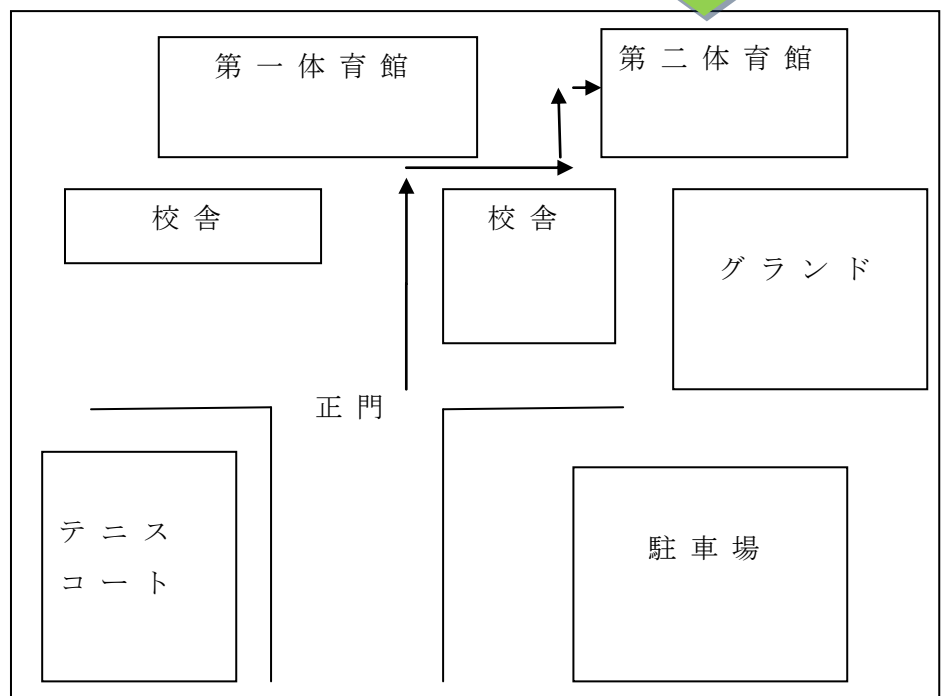 第一体育館
第二体育館
校舎
校舎
グランド
正門
テニス
コート
駐車場